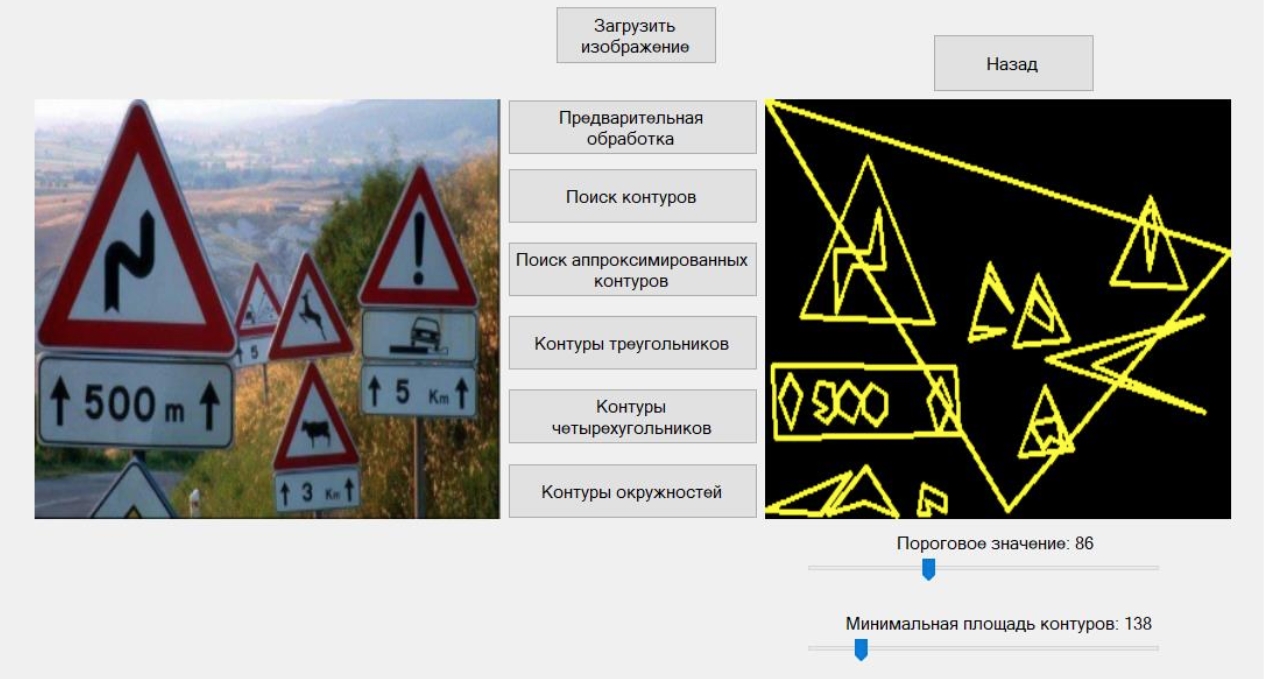 Загрузить
изображение
Назад
Предварительная
обработка
Поиск контуров
Поиск аппроксимированных
контуров
Контуры треугольников
Контуры
четырехугольников
Контуры окружностей
500 m
5
5 Km
3 Km
500
Пороговое значение: 86
Минимальная площадь контуров: 138